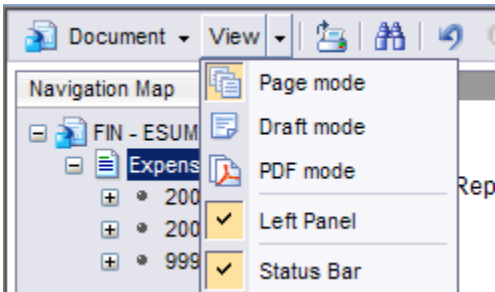 Document View
Navigation Map
Page mode
FIN - ESUM
Draft mode
Expens
PDF mode
200
Rep
200
Left Panel
999
Status Bar